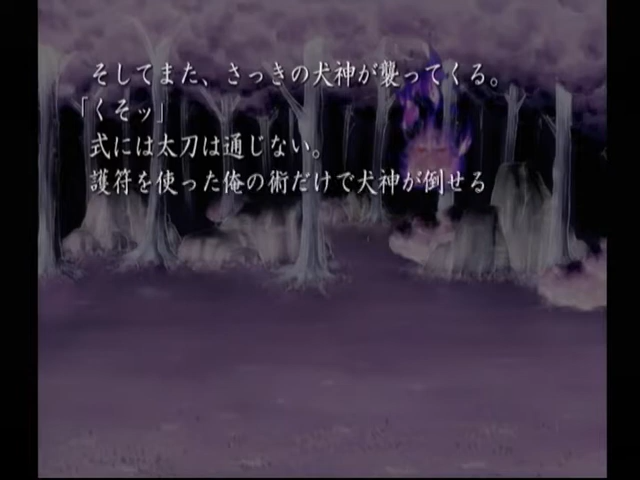 そしてまた、さっきの犬神が襲ってくる。
「くそッ」
式には太刀は通じない。
護符を使った俺の術だけで犬神が倒せる